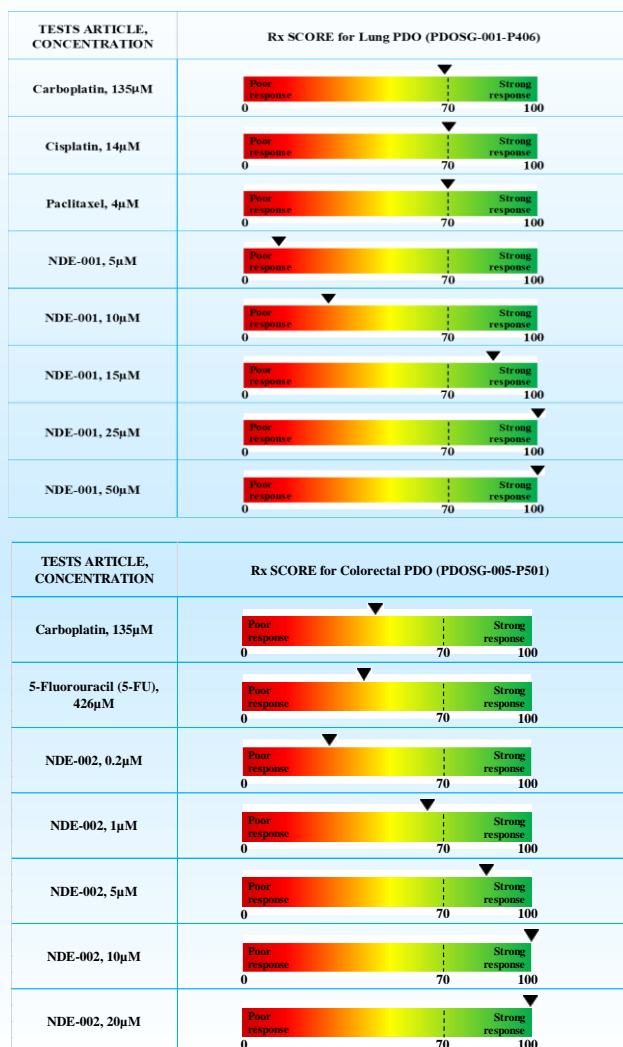 TESTS ARTICLE,
CONCENTRATION
Rx SCORE for Lung PDO (PDOSG-001-P406)
Carboplatin, 135μM
Poor
response
Strong
response
0 70 100
Cisplatin, 14μM
Poor
response
Strong
response
0 70 100
Paclitaxel, 4μM
Poor
response
Strong
response
0 70 100
NDE-001, 5μM
Poor
response
Strong
response
0 70 100
NDE-001, 10μM
Poor
response
Strong
response
0 70 100
NDE-001, 15μM
Poor
response
Strong
response
0 70 100
NDE-001, 25μM
Poor
response
Strong
response
0 70 100
NDE-001, 50μM
Poor
response
Strong
response
0 70 100
TESTS ARTICLE,
CONCENTRATION
Rx SCORE for Colorectal PDO (PDOSG-005-P501)
Carboplatin, 135μM
Poor
response
Strong
response
0 70 100
5-Fluorouracil (5-FU),
426μM
Poor
response
Strong
response
0 70 100
NDE-002, 0.2μM
Poor
response
Strong
response
0 70 100
NDE-002, 1μM
Poor
response
Strong
response
0 70 100
NDE-002, 5μM
Poor
response
Strong
response
0 70 100
NDE-002, 10μM
Poor
response
Strong
response
0 70 100
NDE-002, 20μM
Poor
response
Strong
response
0 70 100